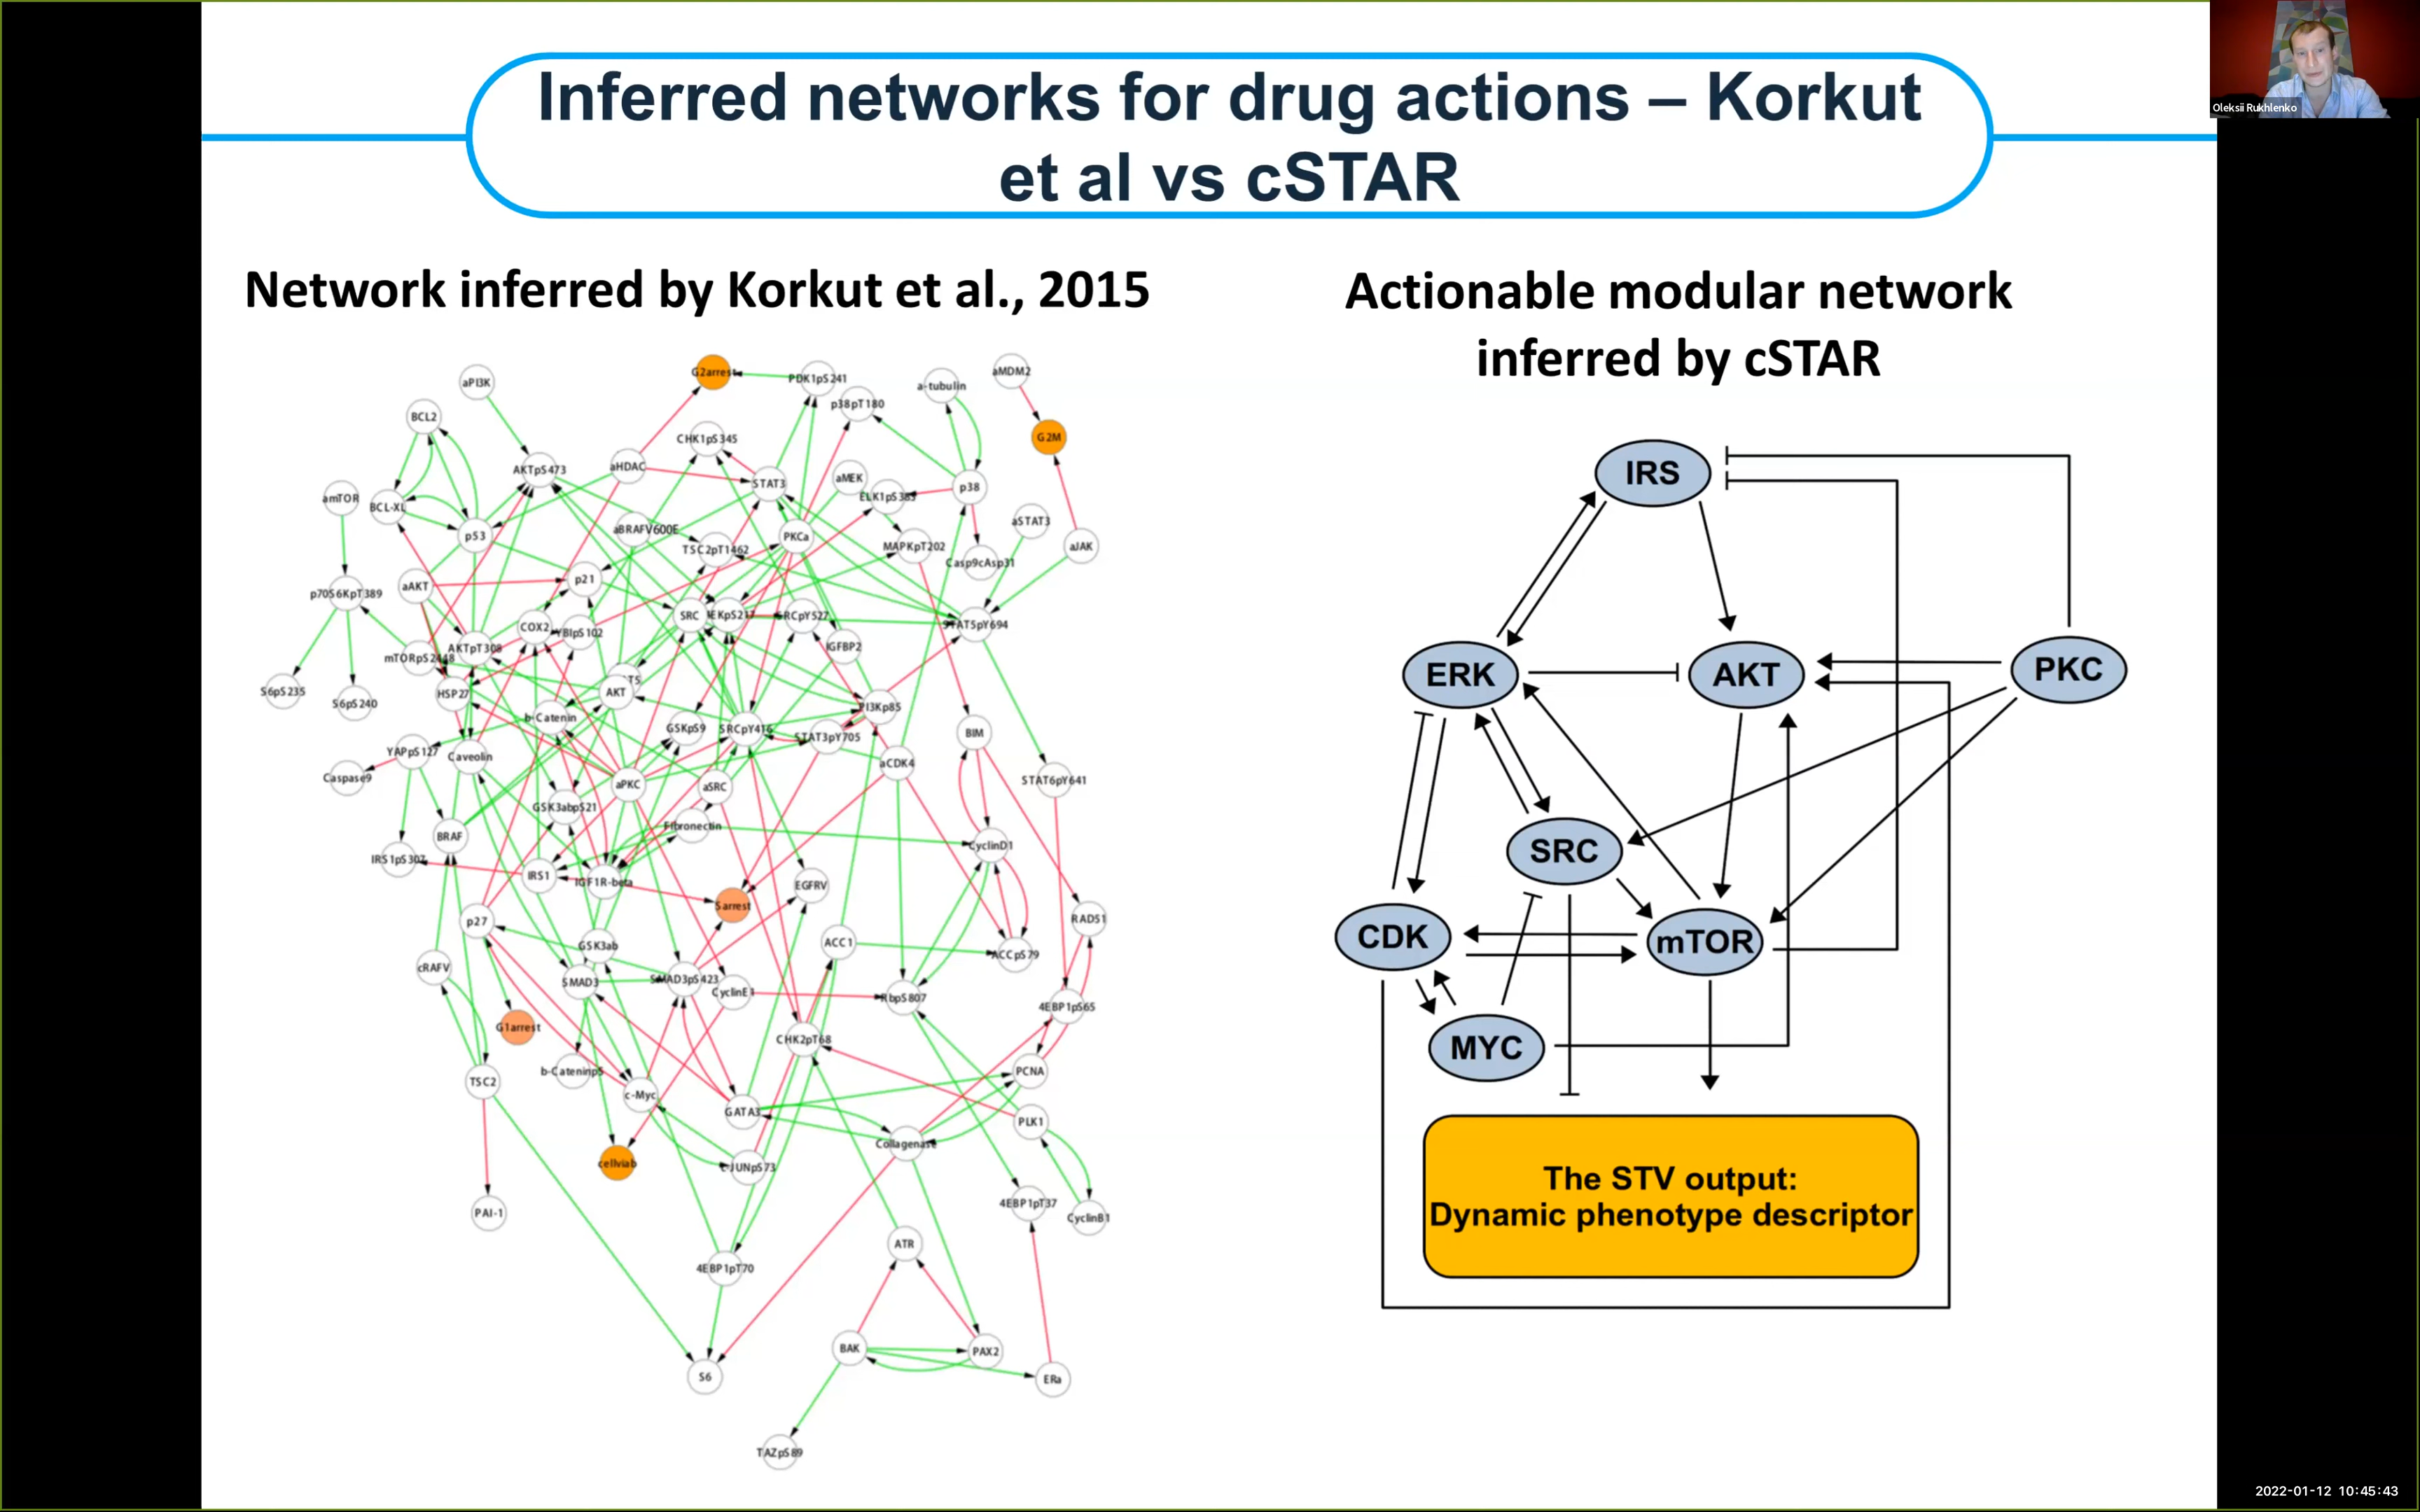 Inferred networks for drug actions – Korkut
et al vs cSTAR
Oleksii Rukhlenko
Network inferred by Korkut et al., 2015
G2arrest
PDK1pS241
aPI3K
a-tubulin
aMDM2
p38pT180
BCL2
CHK1pS345
G2M
AKTpS473
aHDAC
STAT3
aMEK
ELK1pS383
p38
amTOR
BCL-XL
aBRAFV600E
aSTAT3
p53
PKCa
TSC2pT1462
MAPKpT202
aJAK
Casp9cAsp31
p21
aAKT
p70S6KpT389
SRC
SRCpY527
STAT5pY694
COX2
YBIpS102
AKTpT308
IGFBP2
mTORpS2448
S6pS235
HSP27
AKT
S6pS240
b-Catenin
PI3Kp85
GSKpS9
SRCpY416
STAT3pY705
BIM
YAPpS127
Caveolin
aCDK4
Caspase9
aPKC
aSRC
STAT6pY641
GSK3abpS21
BRAF
Fibronectin
CyclinD1
IRS1pS307
IRS1
IGF1R-beta
EGFRV
Sarrest
p27
RAD51
GSK3ab
ACC1
ACCpS79
cRAFV
SMAD3
SMAD3pS423
CyclinE1
RbpS807
4EBP1pS65
G1arrest
CHK2pT68
b-Cateninp
PCNA
TSC2
c-Myc
GATA3
PLK1
Collagenase
cellviab
c-JUNpS73
4EBP1pT37
PAI-1
CyclinB1
ATR
4EBP1pT70
BAK
PAX2
S6
ERa
TAZpS89
Actionable modular network
inferred by cSTAR
IRS
ERK
AKT
PKC
SRC
CDK
mTOR
MYC
The STV output:
Dynamic phenotype descriptor
2022-01-12 10:45:43